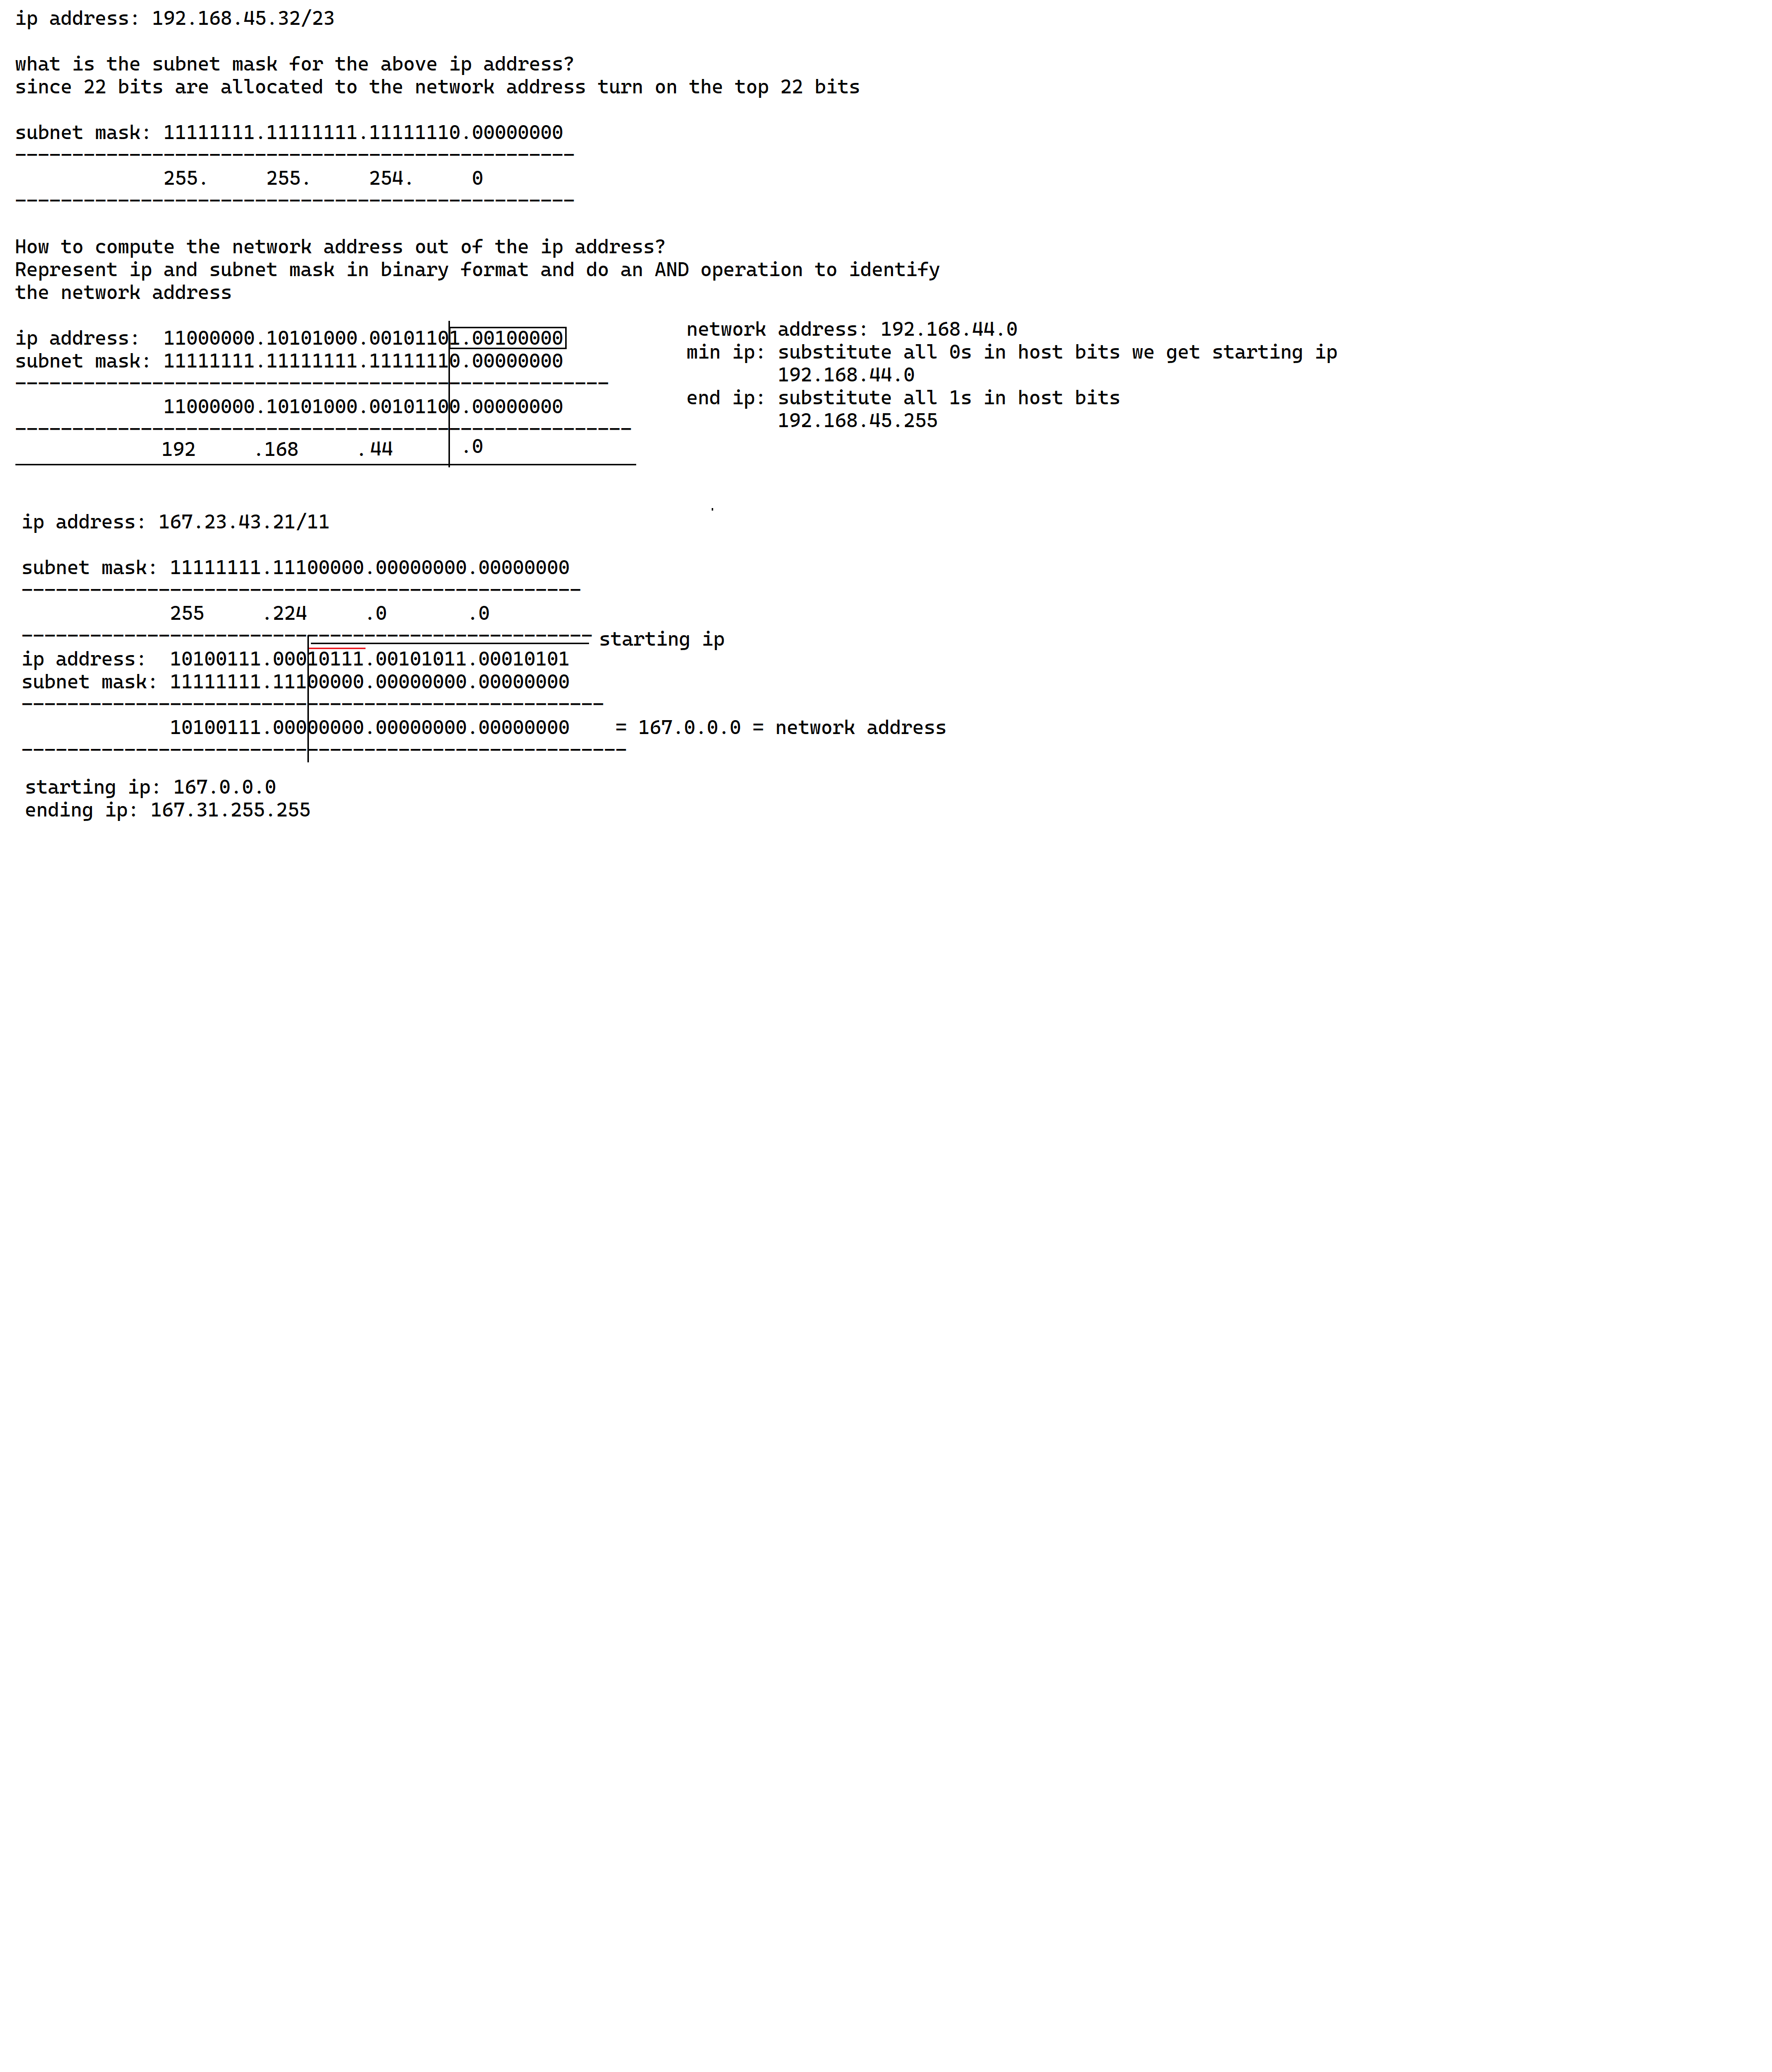 ip address: 192.168.45.32/23
what is the subnet mask for the above ip address?
since 22 bits are allocated to the network address turn on the top 22 bits
subnet mask: 11111111.11111111.11111110.00000000
-------------------------------------------------
255. 255. 254. 0
-------------------------------------------------
How to compute the network address out of the ip address?
Represent ip and subnet mask in binary format and do an AND operation to identify
the network address
ip address: 11000000.10101000.00101101.00100000
subnet mask: 11111111.11111111.11111110.00000000
----------------------------------------------------
11000000.10101000.00101100.00000000
------------------------------------------------------
192 .168 .44 .0
network address: 192.168.44.0
min ip: substitute all 0s in host bits we get starting ip
192.168.44.0
end ip: substitute all 1s in host bits
192.168.45.255
ip address: 167.23.43.21/11
subnet mask: 11111111.11100000.00000000.00000000
-------------------------------------------------
255 .224 .0 .0
--------------------------------------------------
starting ip
ip address: 10100111.00010111.00101011.00010101
subnet mask: 11111111.11100000.00000000.00000000
---------------------------------------------------
10100111.00000000.00000000.00000000 = 167.0.0.0 = network address
-----------------------------------------------------
starting ip: 167.0.0.0
ending ip: 167.31.255.255